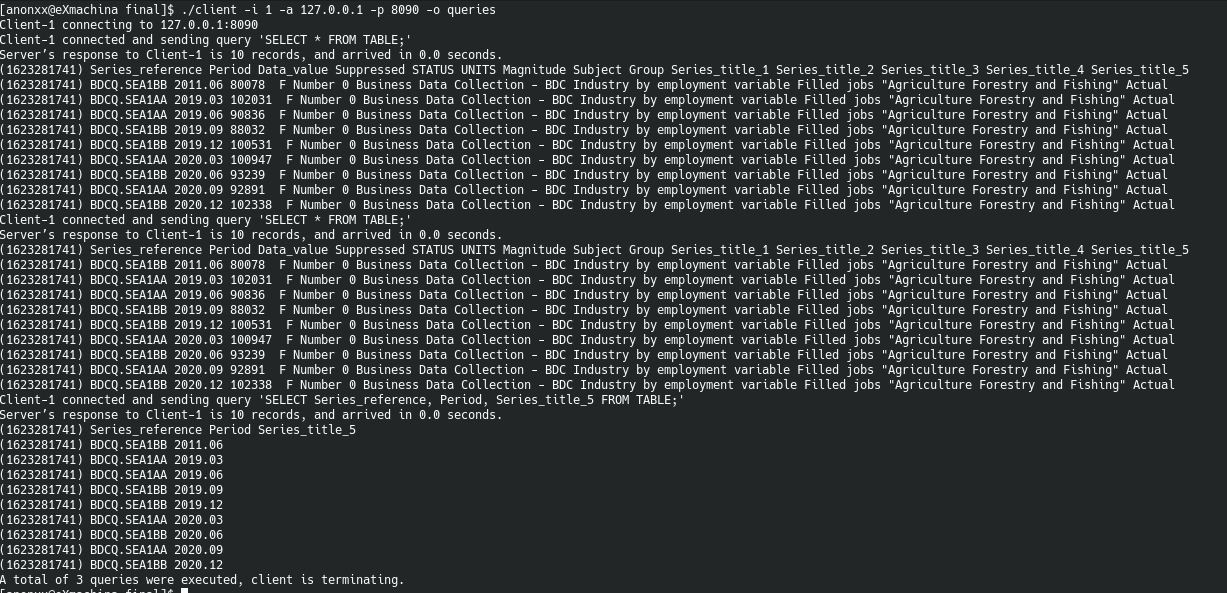 [anonxx@eXmachina final]$ ./client -i 1 -a 127.0.0.1 -p 8090 -o queries
Client-1 connecting to 127.0.0.1:8090
Client-1 connected and sending query 'SELECT * FROM TABLE;'
Server’s response to Client-1 is 10 records, and arrived in 0.0 seconds.
(1623281741) Series_reference Period Data_value Suppressed STATUS UNITS Magnitude Subject Group Series_title_1 Series_title_2 Series_title_3 Series_title_4 Series_title_5
(1623281741) BDCQ.SEA1BB 2011.06 80078  F Number 0 Business Data Collection - BDC Industry by employment variable Filled jobs "Agriculture Forestry and Fishing" Actual
(1623281741) BDCQ.SEA1AA 2019.03 102031  F Number 0 Business Data Collection - BDC Industry by employment variable Filled jobs "Agriculture Forestry and Fishing" Actual
(1623281741) BDCQ.SEA1AA 2019.06 90836  F Number 0 Business Data Collection - BDC Industry by employment variable Filled jobs "Agriculture Forestry and Fishing" Actual
(1623281741) BDCQ.SEA1BB 2019.09 88032  F Number 0 Business Data Collection - BDC Industry by employment variable Filled jobs "Agriculture Forestry and Fishing" Actual
(1623281741) BDCQ.SEA1BB 2019.12 100531  F Number 0 Business Data Collection - BDC Industry by employment variable Filled jobs "Agriculture Forestry and Fishing" Actual
(1623281741) BDCQ.SEA1AA 2020.03 100947  F Number 0 Business Data Collection - BDC Industry by employment variable Filled jobs "Agriculture Forestry and Fishing" Actual
(1623281741) BDCQ.SEA1BB 2020.06 93239  F Number 0 Business Data Collection - BDC Industry by employment variable Filled jobs "Agriculture Forestry and Fishing" Actual
(1623281741) BDCQ.SEA1AA 2020.09 92891  F Number 0 Business Data Collection - BDC Industry by employment variable Filled jobs "Agriculture Forestry and Fishing" Actual
(1623281741) BDCQ.SEA1BB 2020.12 102338  F Number 0 Business Data Collection - BDC Industry by employment variable Filled jobs "Agriculture Forestry and Fishing" Actual
Client-1 connected and sending query 'SELECT * FROM TABLE;'
Server’s response to Client-1 is 10 records, and arrived in 0.0 seconds.
(1623281741) Series_reference Period Data_value Suppressed STATUS UNITS Magnitude Subject Group Series_title_1 Series_title_2 Series_title_3 Series_title_4 Series_title_5
(1623281741) BDCQ.SEA1BB 2011.06 80078  F Number 0 Business Data Collection - BDC Industry by employment variable Filled jobs "Agriculture Forestry and Fishing" Actual
(1623281741) BDCQ.SEA1AA 2019.03 102031  F Number 0 Business Data Collection - BDC Industry by employment variable Filled jobs "Agriculture Forestry and Fishing" Actual
(1623281741) BDCQ.SEA1AA 2019.06 90836  F Number 0 Business Data Collection - BDC Industry by employment variable Filled jobs "Agriculture Forestry and Fishing" Actual
(1623281741) BDCQ.SEA1BB 2019.09 88032  F Number 0 Business Data Collection - BDC Industry by employment variable Filled jobs "Agriculture Forestry and Fishing" Actual
(1623281741) BDCQ.SEA1BB 2019.12 100531  F Number 0 Business Data Collection - BDC Industry by employment variable Filled jobs "Agriculture Forestry and Fishing" Actual
(1623281741) BDCQ.SEA1AA 2020.03 100947  F Number 0 Business Data Collection - BDC Industry by employment variable Filled jobs "Agriculture Forestry and Fishing" Actual
(1623281741) BDCQ.SEA1BB 2020.06 93239  F Number 0 Business Data Collection - BDC Industry by employment variable Filled jobs "Agriculture Forestry and Fishing" Actual
(1623281741) BDCQ.SEA1AA 2020.09 92891  F Number 0 Business Data Collection - BDC Industry by employment variable Filled jobs "Agriculture Forestry and Fishing" Actual
(1623281741) BDCQ.SEA1BB 2020.12 102338  F Number 0 Business Data Collection - BDC Industry by employment variable Filled jobs "Agriculture Forestry and Fishing" Actual
Client-1 connected and sending query 'SELECT Series_reference, Period, Series_title_5 FROM TABLE;'
Server’s response to Client-1 is 10 records, and arrived in 0.0 seconds.
(1623281741) Series_reference Period Series_title_5
(1623281741) BDCQ.SEA1BB 2011.06
(1623281741) BDCQ.SEA1AA 2019.03
(1623281741) BDCQ.SEA1AA 2019.06
(1623281741) BDCQ.SEA1BB 2019.09
(1623281741) BDCQ.SEA1BB 2019.12
(1623281741) BDCQ.SEA1AA 2020.03
(1623281741) BDCQ.SEA1BB 2020.06
(1623281741) BDCQ.SEA1AA 2020.09
(1623281741) BDCQ.SEA1BB 2020.12
A total of 3 queries were executed, client is terminating.
[anonxx@eXmachina final]$